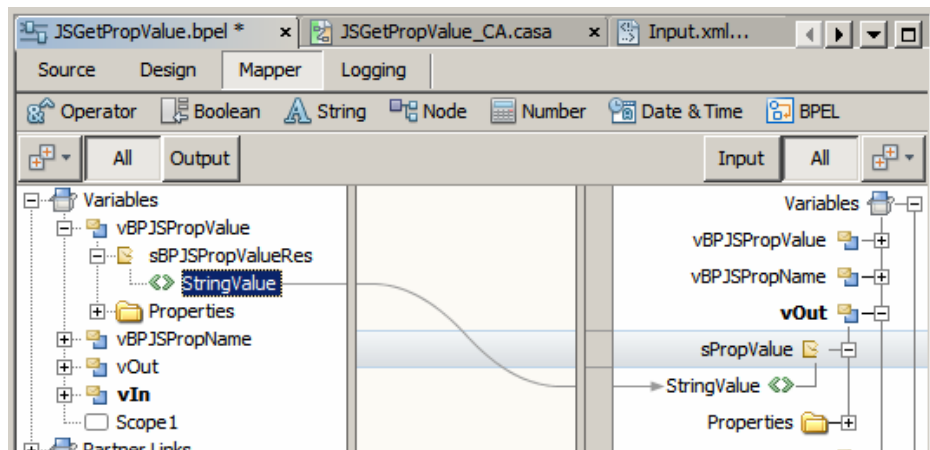 JSGetPropValue.bpel * x JSGetPropValue_CA.casa x Input.xml...
Source Design Mapper Logging
Operator Boolean String Node Number Date & Time BPEL
All Output Input All
Variables
vBPJSPropValue
sBPJSPropValueRes
StringValue
Properties
vBPJSPropName
vOut
vIn
Scope1
Partner Links
Variables
vBPJSPropValue
vBPJSPropName
vOut
sPropValue
StringValue
Properties